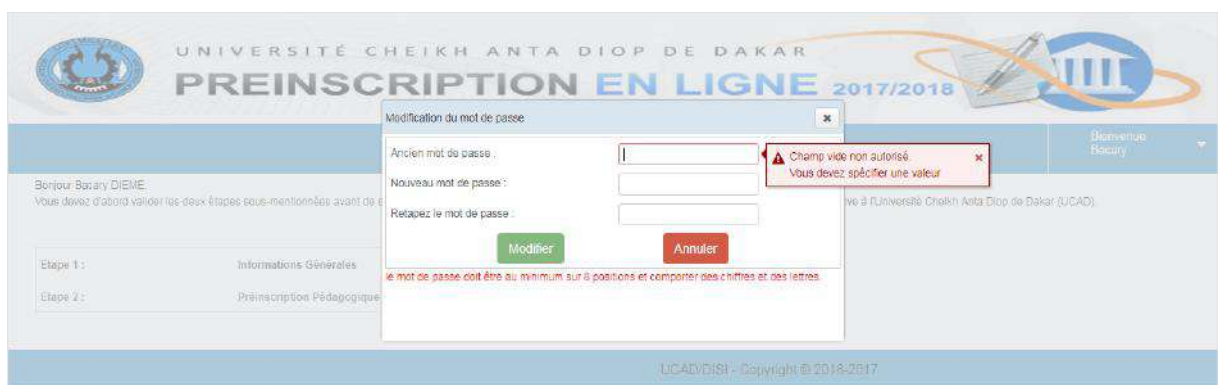 UNIVERSITÉ CHEIKH ANTA DIOP DE DAKAR
PREINSCRIPTION EN LIGNE 2017/2018
Modification du mot de passe
Bienvenue
Bacary
Ancien mot de passe :
Champ vide non autorisé.
Vous devez spécifier une valeur
Bonjour Bacary DIEME,
Nouveau mot de passe :
Vous devez d'abord valider les deux étapes sous-mentionnées avant de
à l'Université Cheikh Anta Diop de Dakar (UCAD).
Retapez le mot de passe :
Modifier
Annuler
Etape 1 :
Informations Générales
le mot de passe doit être au minimum sur 8 positions et comporter des chiffres et des lettres.
Etape 2 :
Préinscription Pédagogique
UCAD/DISI - Copyright © 2016-2017